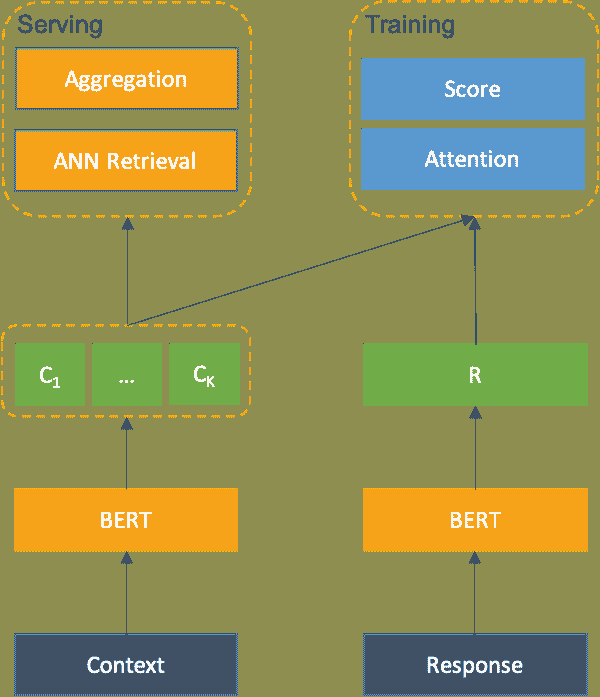 Serving
Training
Aggregation
Score
ANN Retrieval
Attention
C1
...
CK
R
BERT
BERT
Context
Response